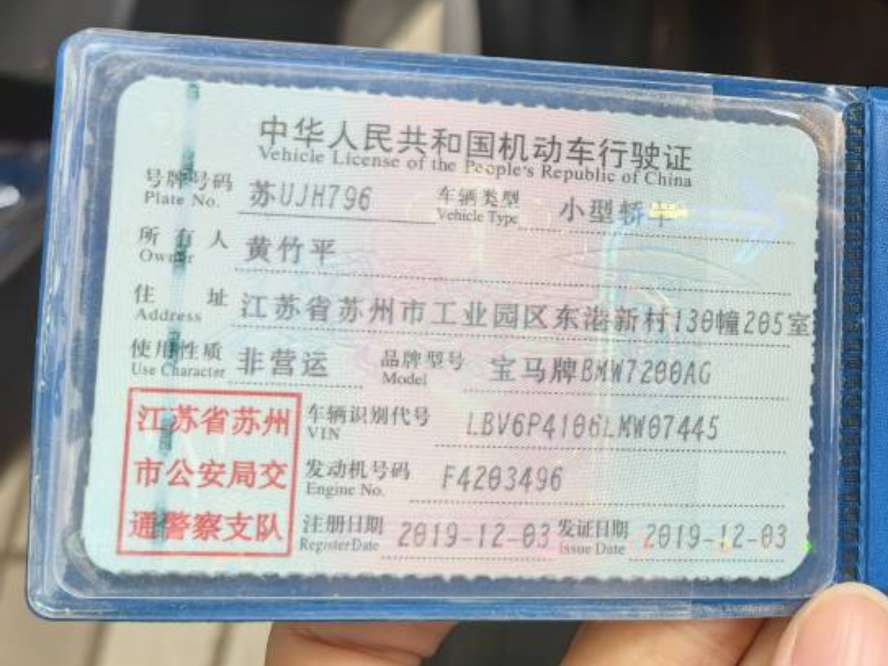 中华人民共和国机动车行驶证
Vehicle License of the People's Republic of China
号牌号码 苏UJH796 车辆类型 小型轿车
Plate No. Vehicle Type
所有人 黄竹平
Owner
住址 江苏省苏州市工业园区东港新村130幢205室
Address
使用性质 非营运 品牌型号 宝马牌BMW7200AG
Use Character Model
江苏省苏州 车辆识别代号 LBV6P4106LMW07445
VIN
市公安局交 发动机号码 F4203496
Engine No.
通警察支队 注册日期 2019-12-03 发证日期 2019-12-03
Register Date Issue Date